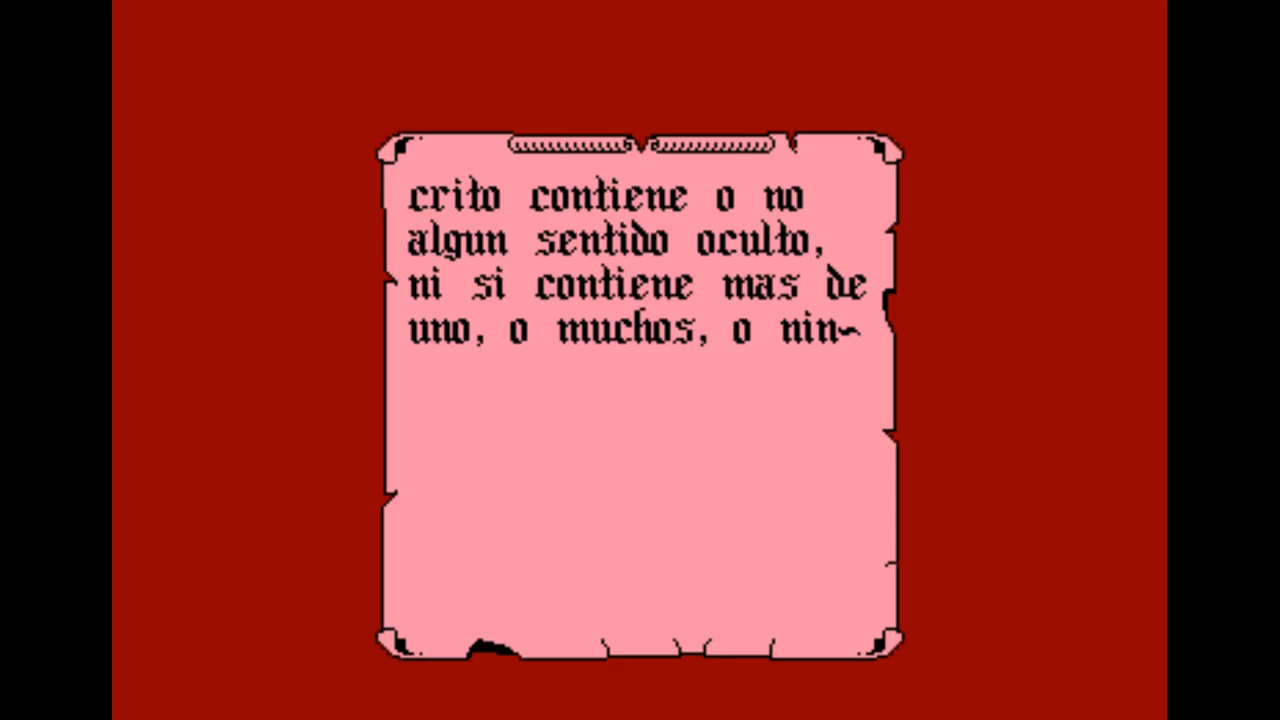 crito contiene o no
algun sentido oculto,
ni si contiene mas de
uno, o muchos, o nin~